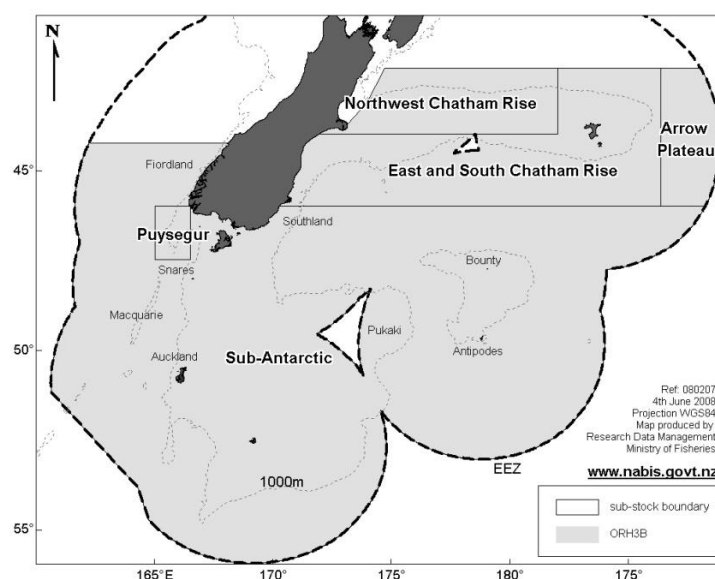 N
Northwest Chatham Rise
Arrow
Plateau
45°
Fiordland
East and South Chatham Rise
Southland
Puysegur
Snares
Bounty
Macquarie
Pukaki
50°
Auckland
Sub-Antarctic
Antipodes
Ref: 080207
4th June 2008
Projection WGS84
Map produced by
Research Data Management
Ministry of Fisheries
EEZ
www.nabis.govt.nz
1000m
sub-stock boundary
ORH3B
55°
165°E
170°
175°
180°
175°